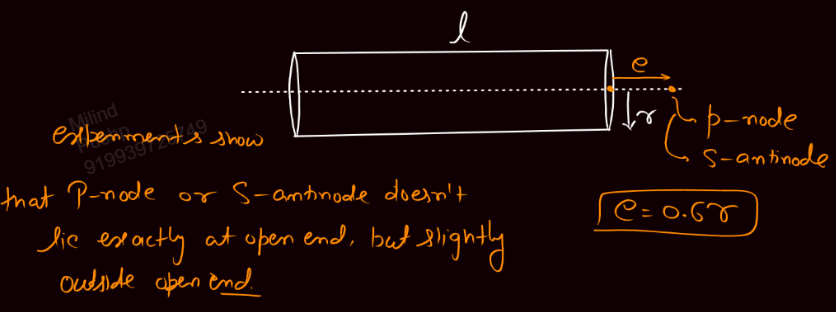 l
e
r
p-node
s-antinode
experiments show
that P-node or S-antinode doesn't
lie exactly at open end, but slightly
outside open end.
e = 0.6r
Milind